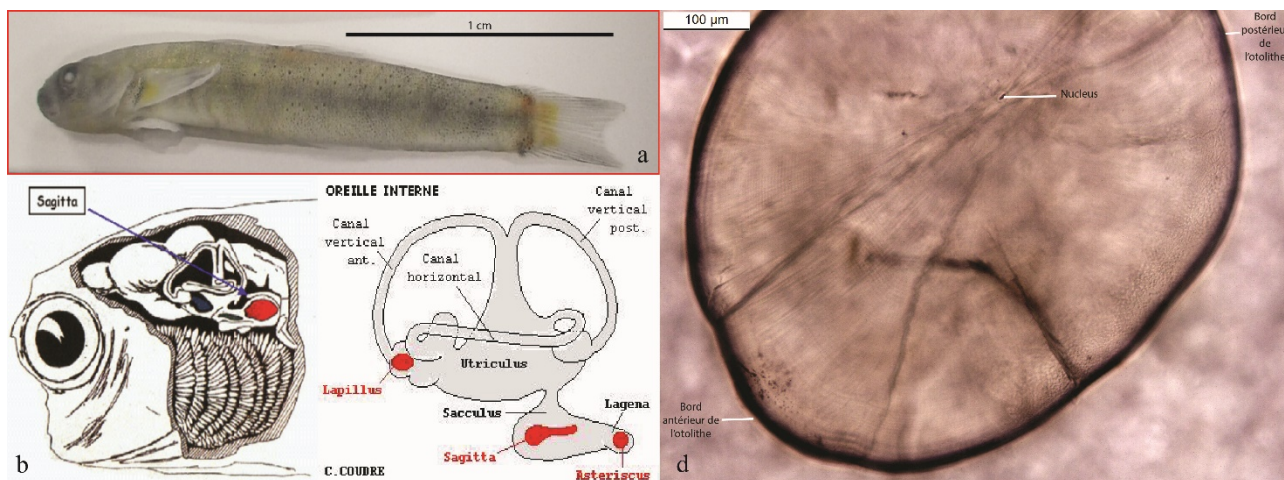 1 cm
a
Sagitta
b
OREILLE INTERNE
Canal
vertical
ant.
Canal
vertical
post.
Canal
horizontal
Utriculus
Lapillus
Sacculus
Lagena
Sagitta
Asteriscus
C.COUDRE
100 µm
Bord
postérieur
de
l'otolithe
Nucleus
Bord
antérieur de
l'otolithe
d